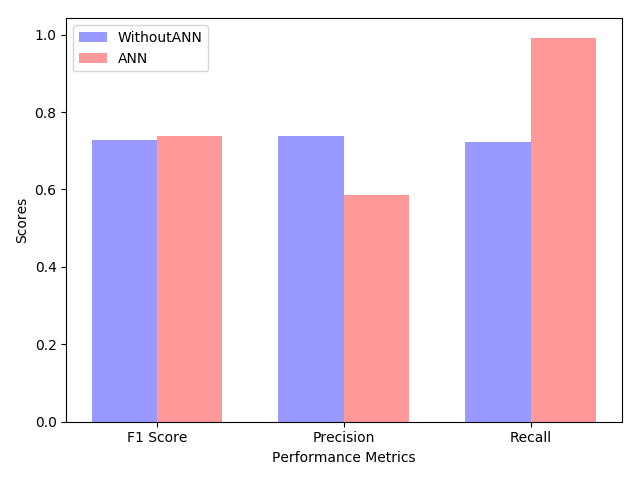 WithoutANN
ANN
1.0
0.8
0.6
0.4
0.2
0.0
Scores
F1 Score Precision Recall
Performance Metrics